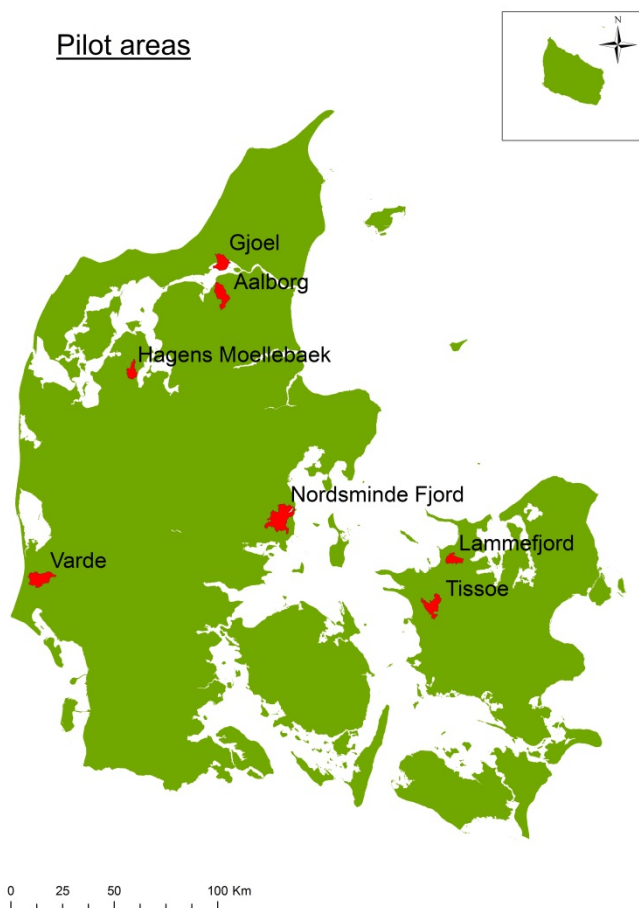 Pilot areas
N
Gjoel
Aalborg
Hagens Moellebaek
Nordsminde Fjord
Lammefjord
Varde
Tissoe
0 25 50 100 Km